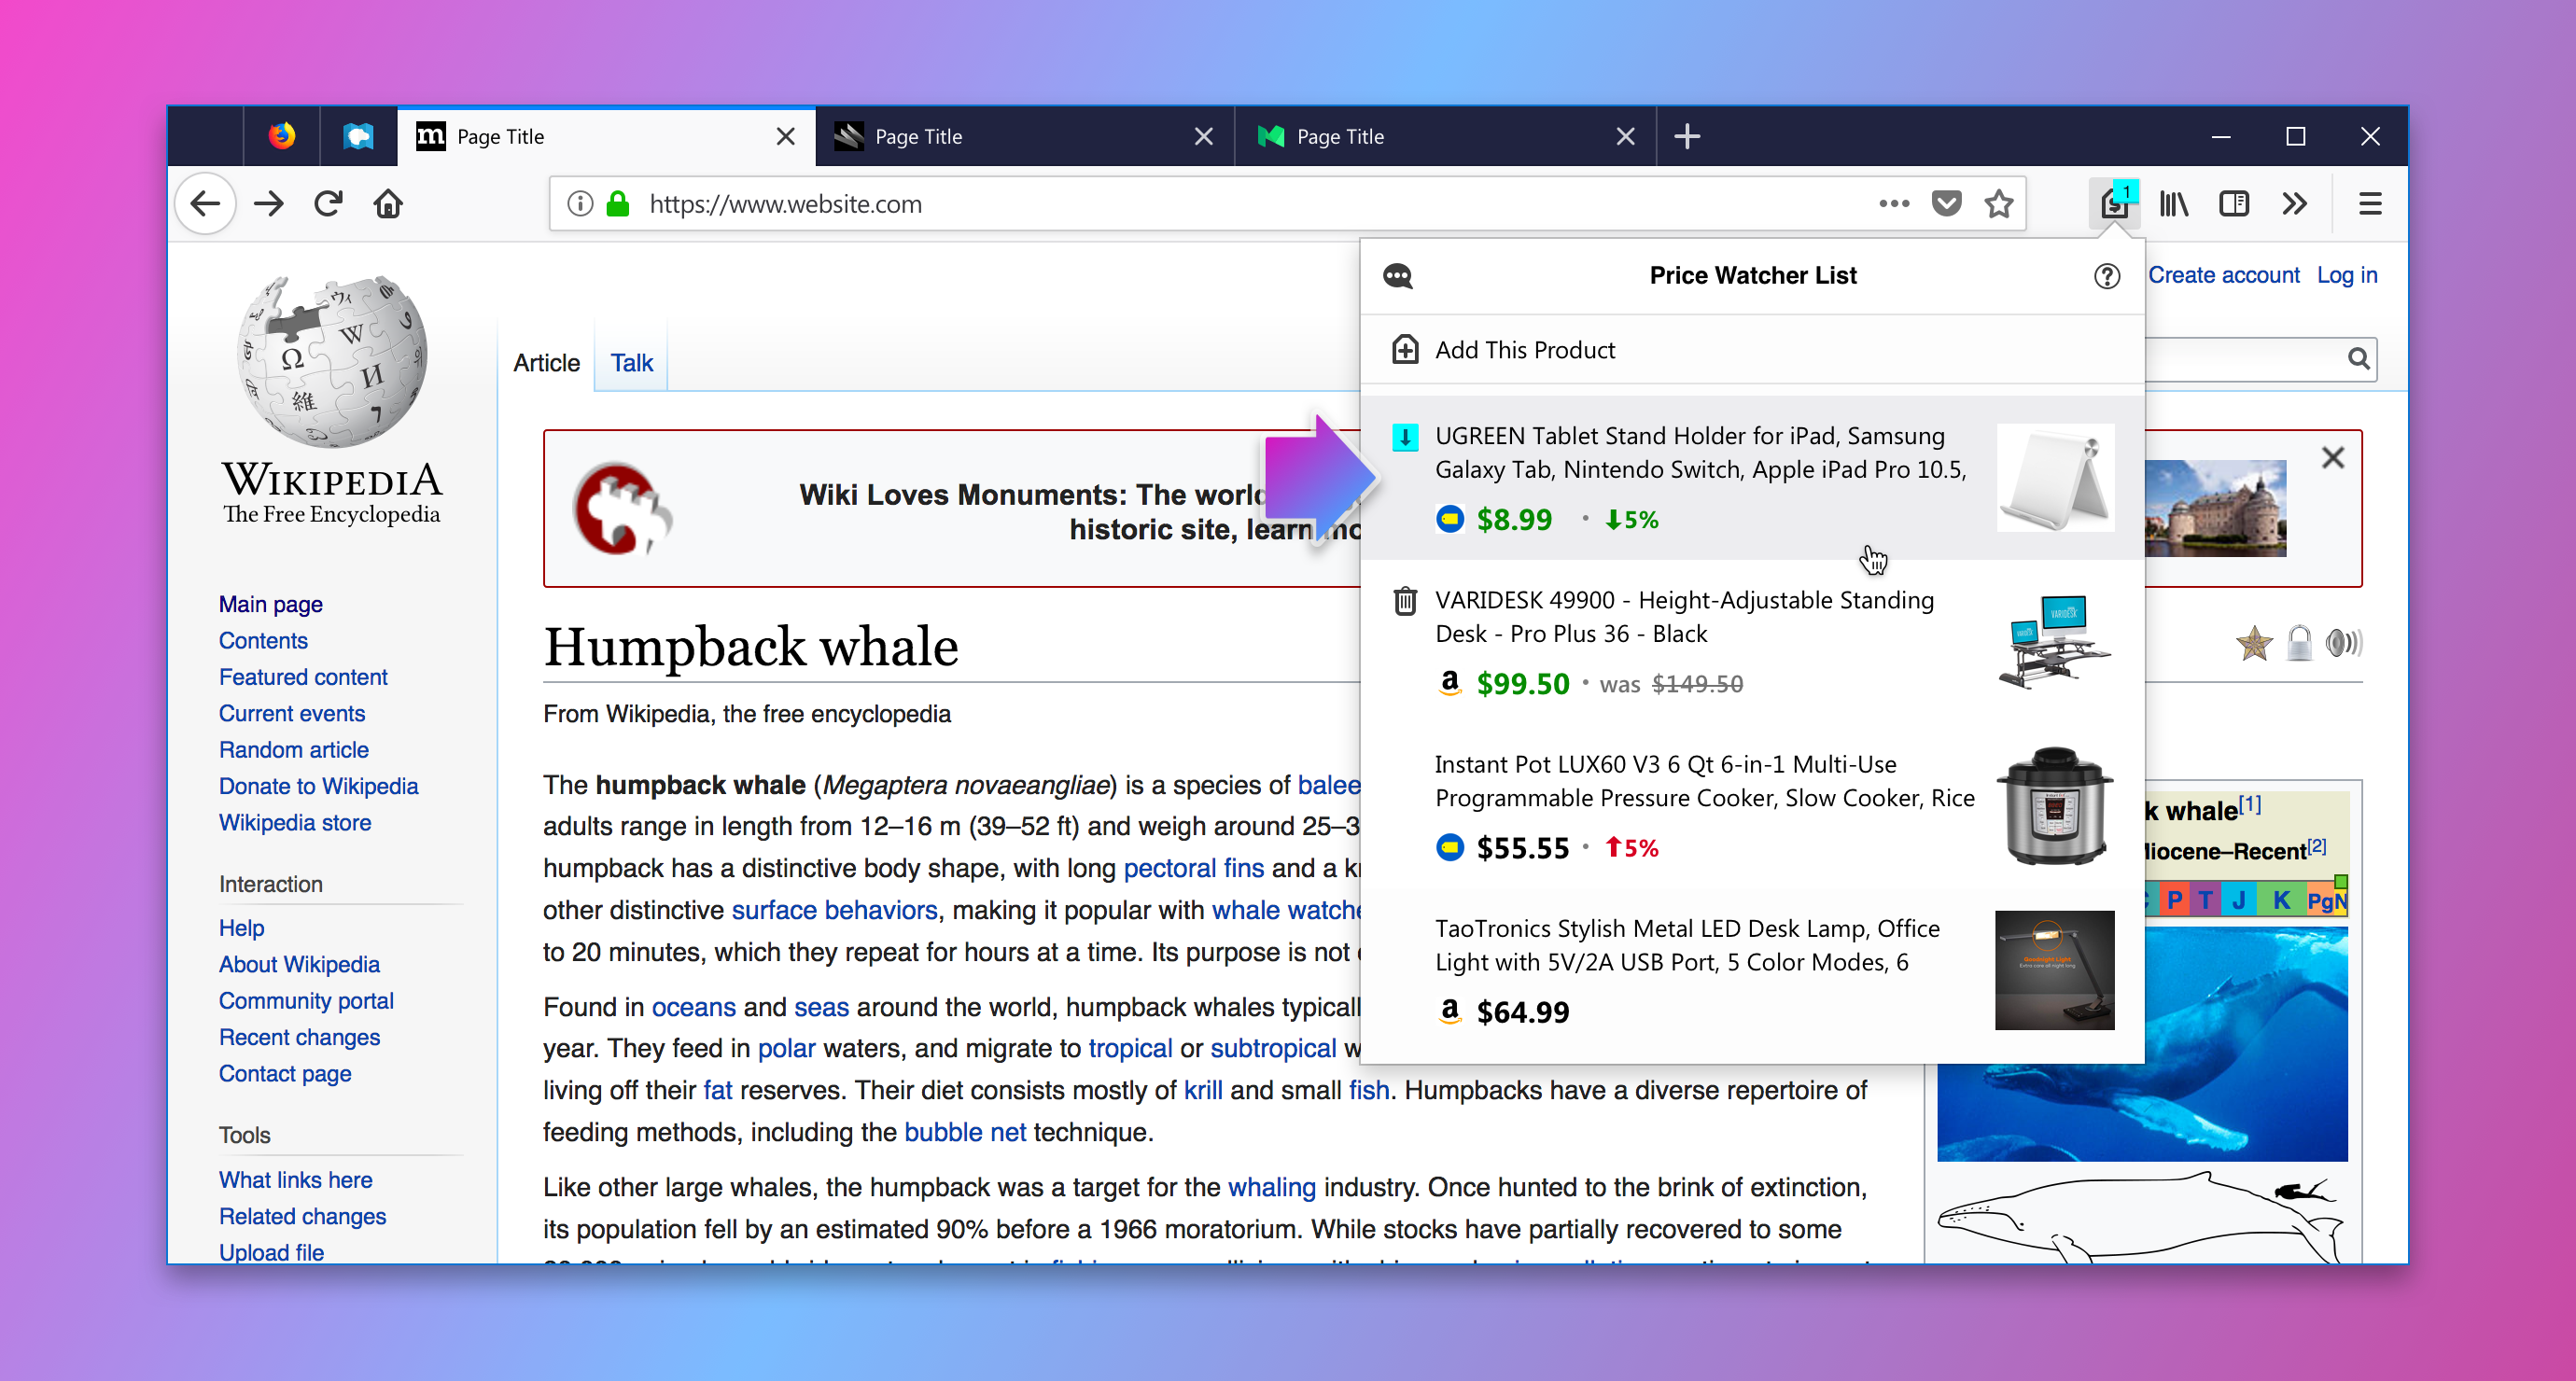 Page Title
Page Title
Page Title
https://www.website.com
1
Price Watcher List
Create account Log in
Add This Product
Article Talk
UGREEN Tablet Stand Holder for iPad, Samsung
Galaxy Tab, Nintendo Switch, Apple iPad Pro 10.5,
$8.99 • 5%
VARIDESK 49900 - Height-Adjustable Standing
Desk - Pro Plus 36 - Black
$99.50 • was $149.50
Instant Pot LUX60 V3 6 Qt 6-in-1 Multi-Use
Programmable Pressure Cooker, Slow Cooker, Rice
$55.55 • 5%
TaoTronics Stylish Metal LED Desk Lamp, Office
Light with 5V/2A USB Port, 5 Color Modes, 6
$64.99
WIKIPEDIA
The Free Encyclopedia
Main page
Contents
Featured content
Current events
Random article
Donate to Wikipedia
Wikipedia store
Interaction
Help
About Wikipedia
Community portal
Recent changes
Contact page
Tools
What links here
Related changes
Upload file
Wiki Loves Monuments: The
historic site, learn
Humpback whale
From Wikipedia, the free encyclopedia
The humpback whale (Megaptera novaeangliae) is a species of
adults range in length from 12–16 m (39–52 ft) and weigh around
humpback has a distinctive body shape, with long pectoral fins and a
other distinctive surface behaviors, making it popular with whale
to 20 minutes, which they repeat for hours at a time. Its purpose is not
Found in oceans and seas around the world, humpback whales
year. They feed in polar waters, and migrate to tropical or subtropical
living off their fat reserves. Their diet consists mostly of krill and small fish. Humpbacks have a diverse repertoire of
feeding methods, including the bubble net technique.
Like other large whales, the humpback was a target for the whaling industry. Once hunted to the brink of extinction,
its population fell by an estimated 90% before a 1966 moratorium. While stocks have partially recovered to some
whale[1]
–Recent[2]
P T J K Pg N